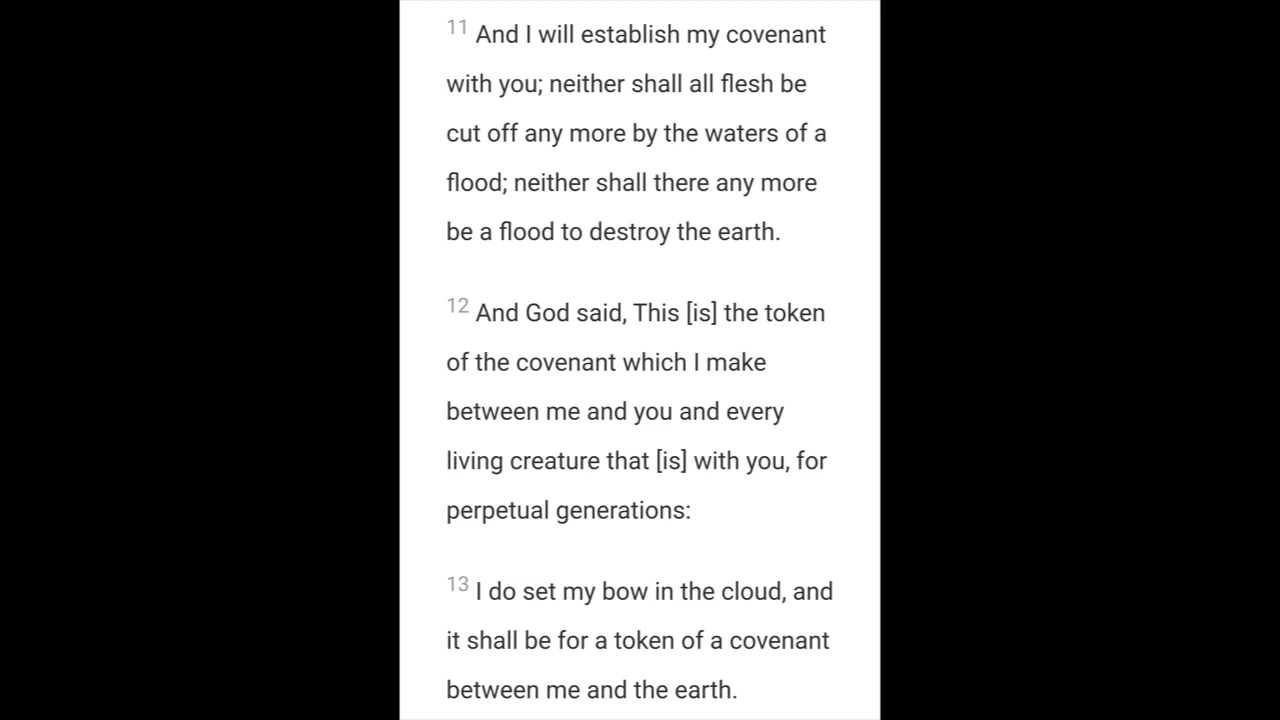 11 And I will establish my covenant
with you; neither shall all flesh be
cut off any more by the waters of a
flood; neither shall there any more
be a flood to destroy the earth.
12 And God said, This [is] the token
of the covenant which I make
between me and you and every
living creature that [is] with you, for
perpetual generations:
13 I do set my bow in the cloud, and
it shall be for a token of a covenant
between me and the earth.